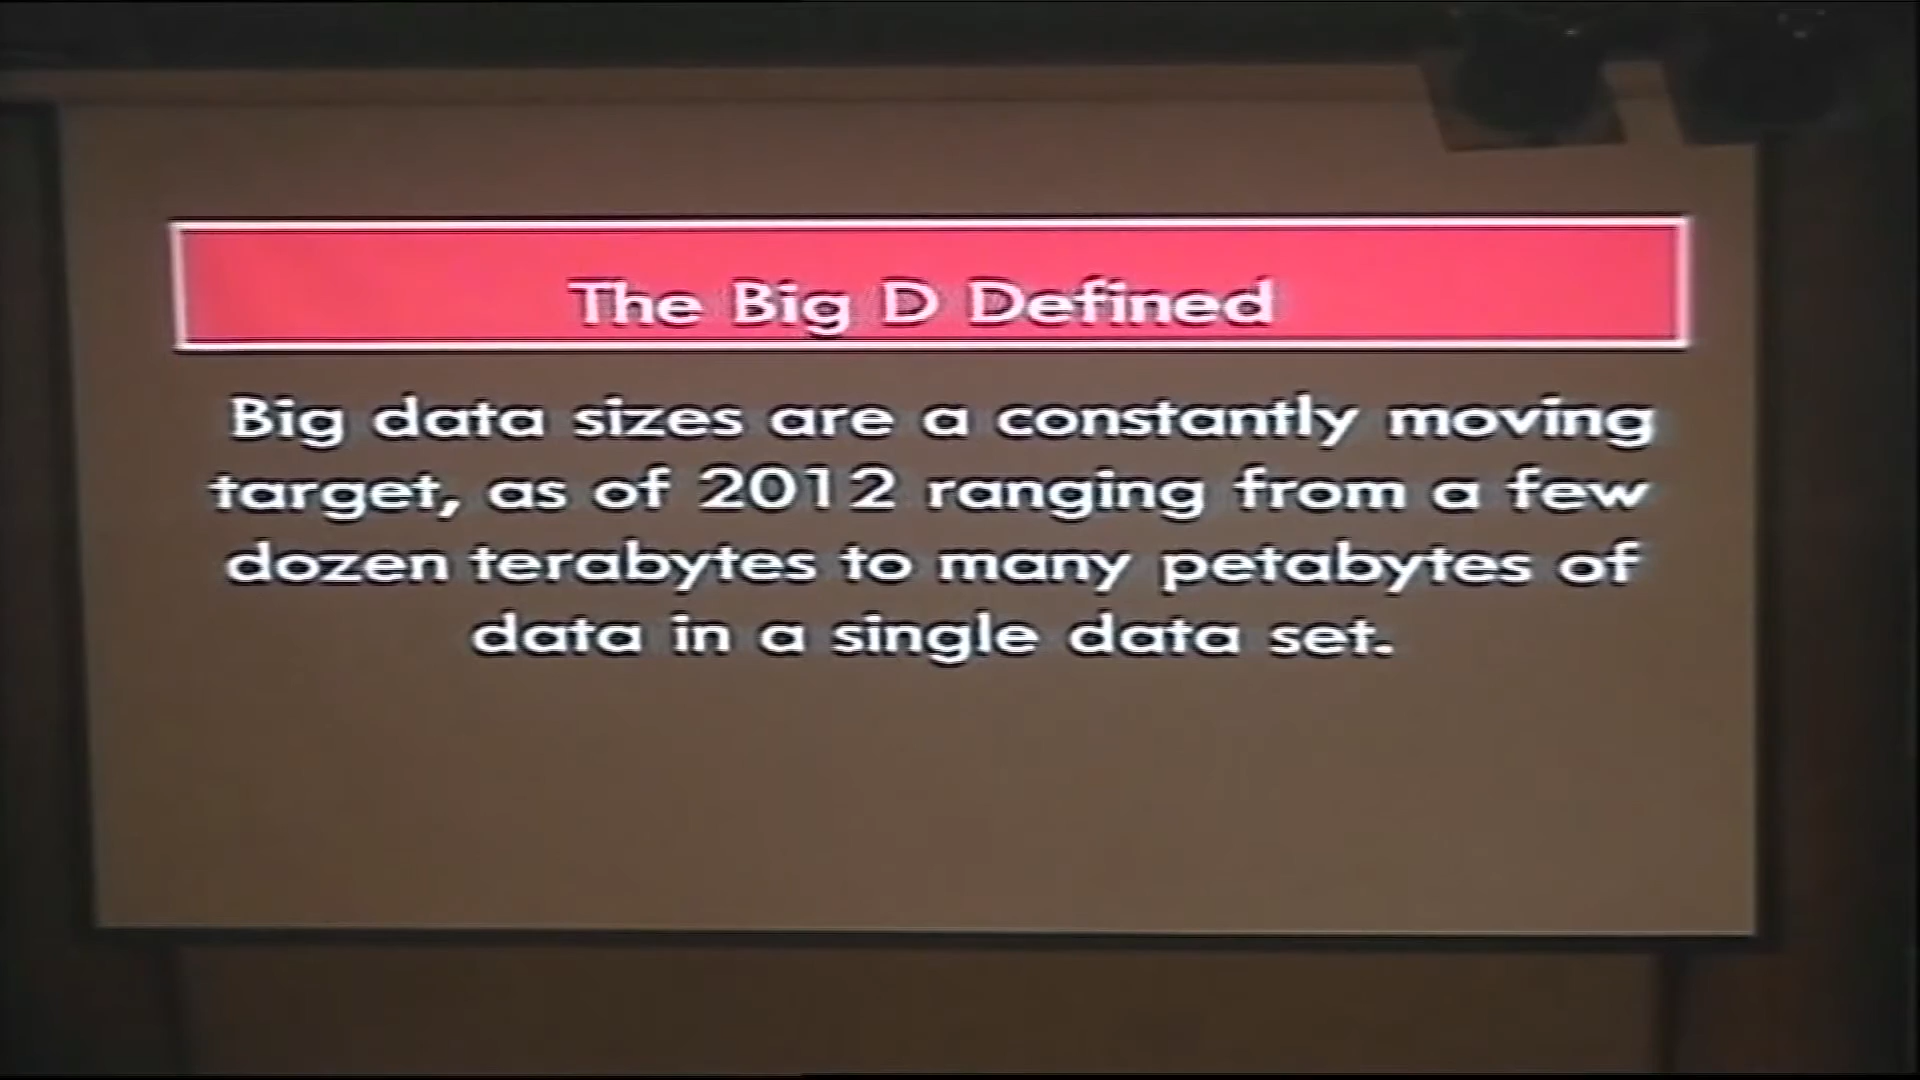 The Big D Defined
Big data sizes are a constantly moving
target, as of 2012 ranging from a few
dozen terabytes to many petabytes of
data in a single data set.